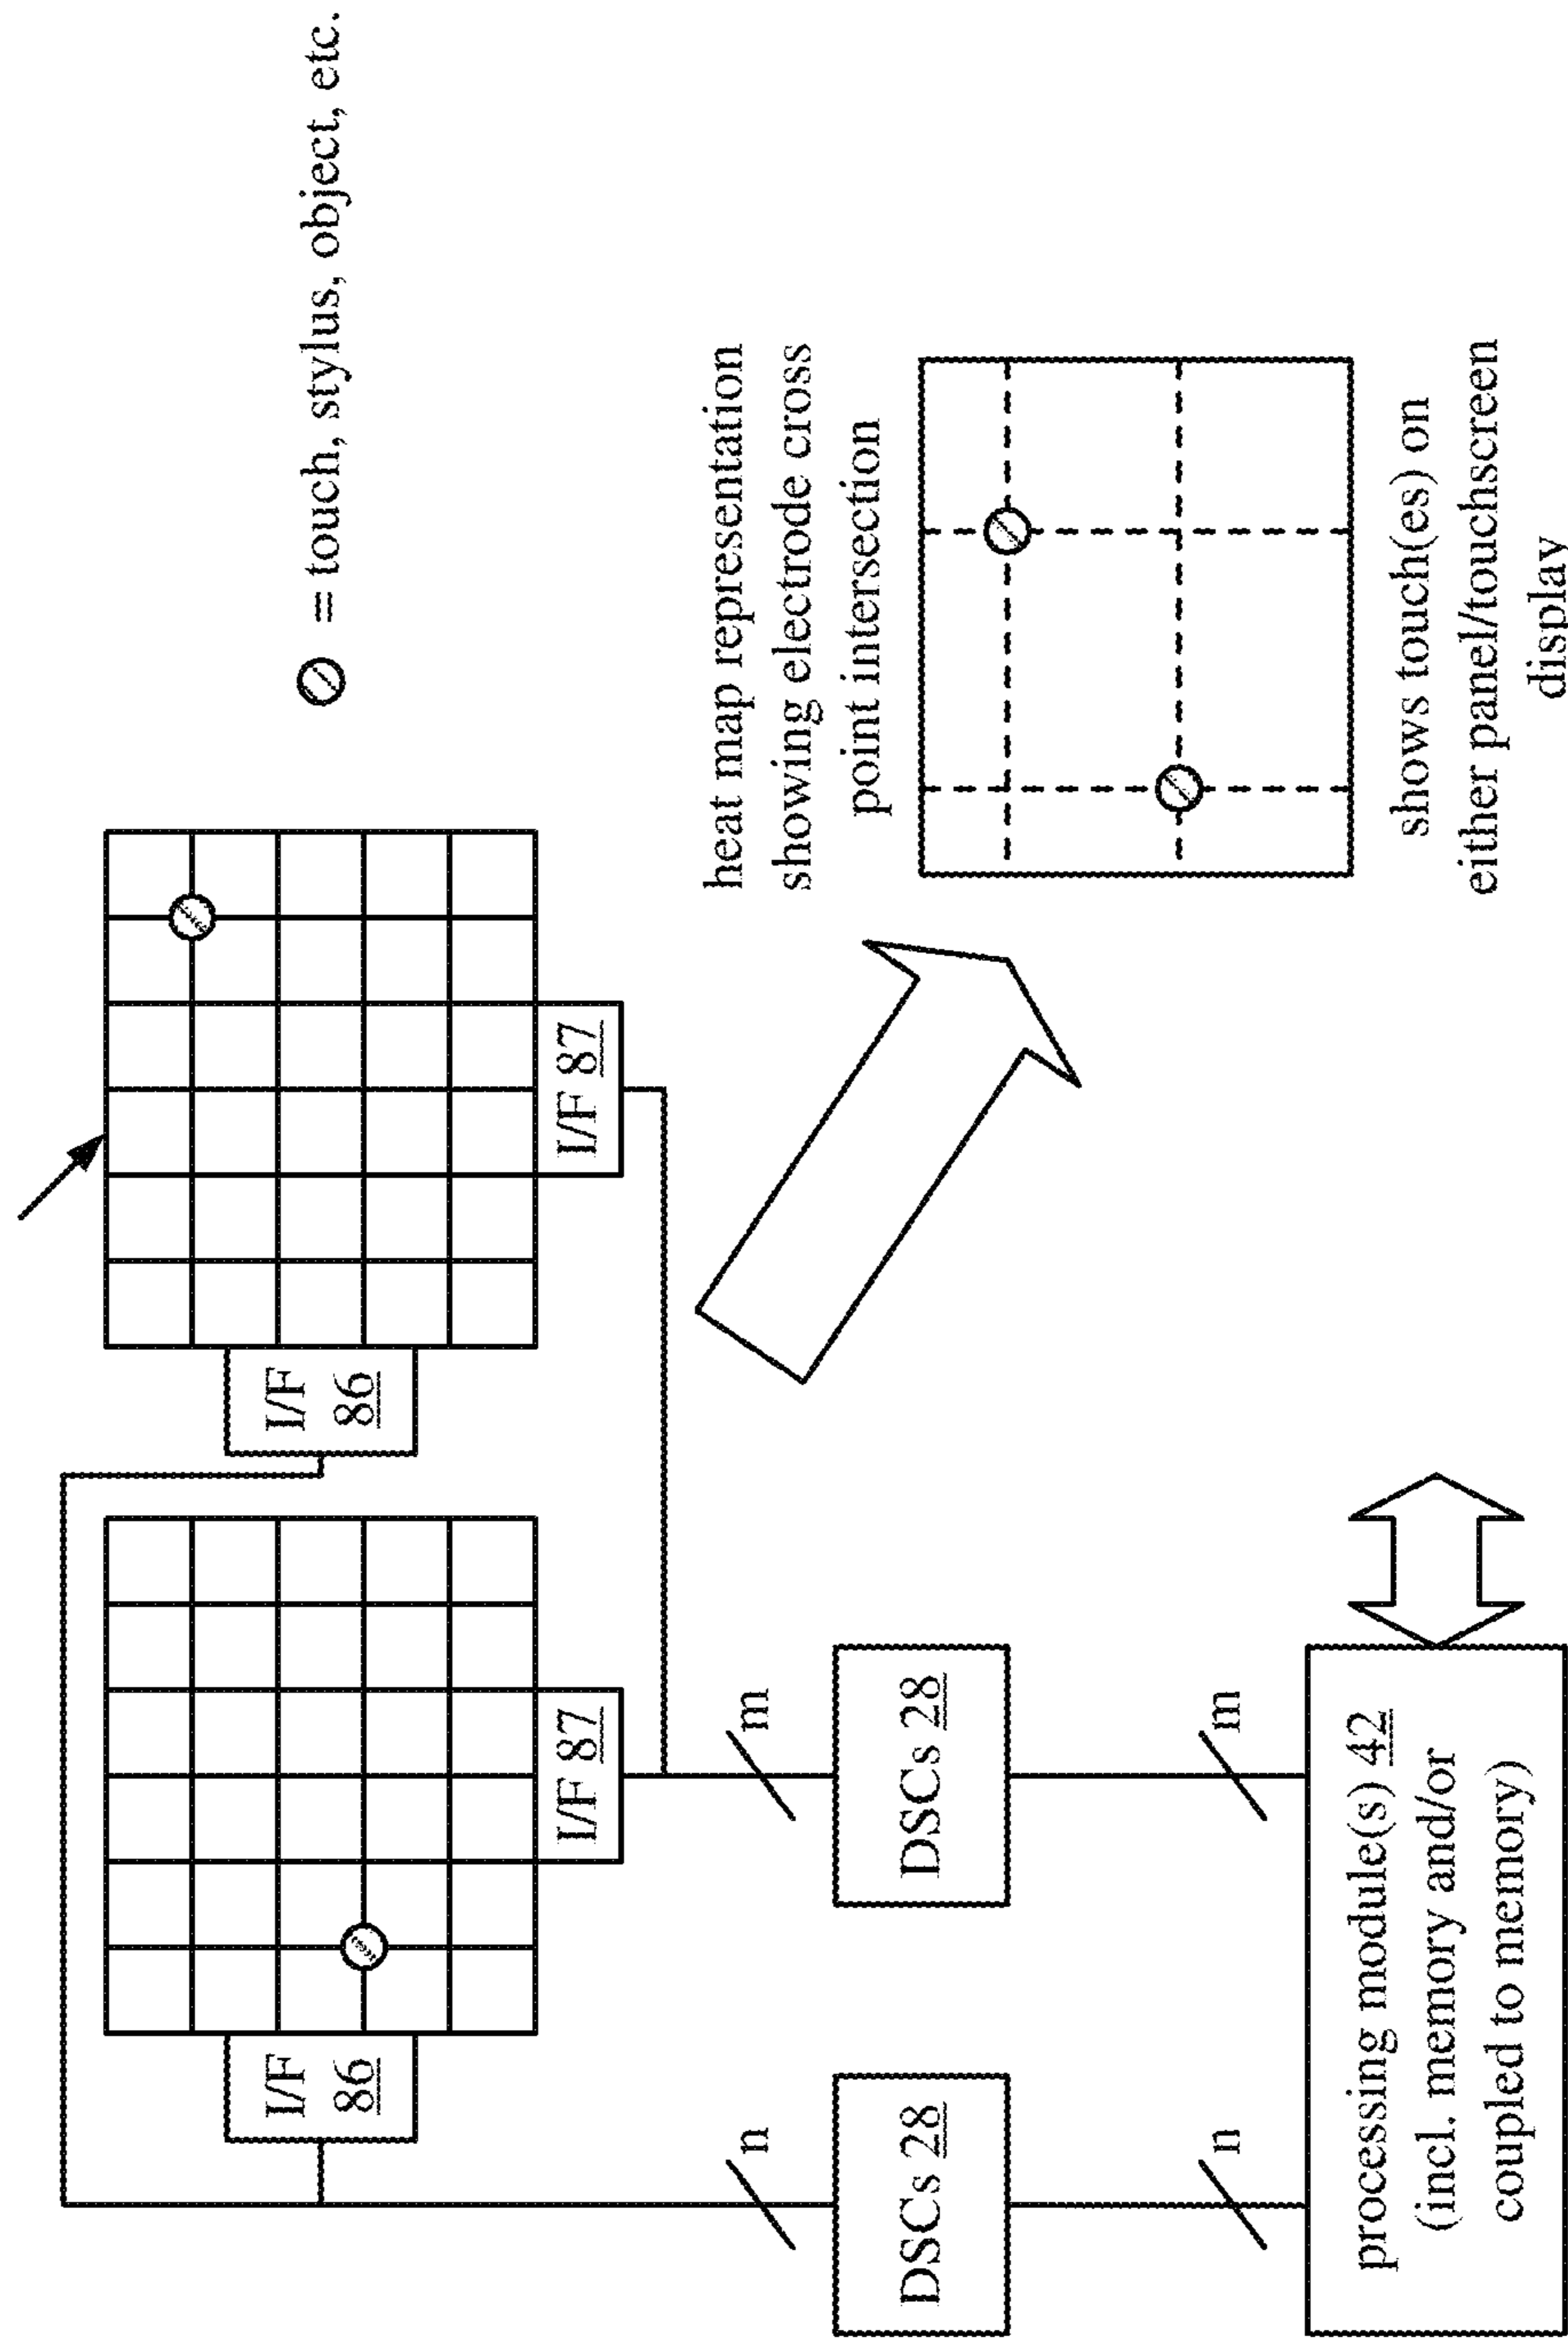 = touch, stylus, object, etc.
I/F
86
I/F 87
I/F
86
I/F 87
heat map representation
showing electrode cross
point intersection
n
m
DSCs 28
DSCs 28
shows touch(es) on
either panel/touchscreen
display
n
m
processing module(s) 42
(incl. memory and/or
coupled to memory)